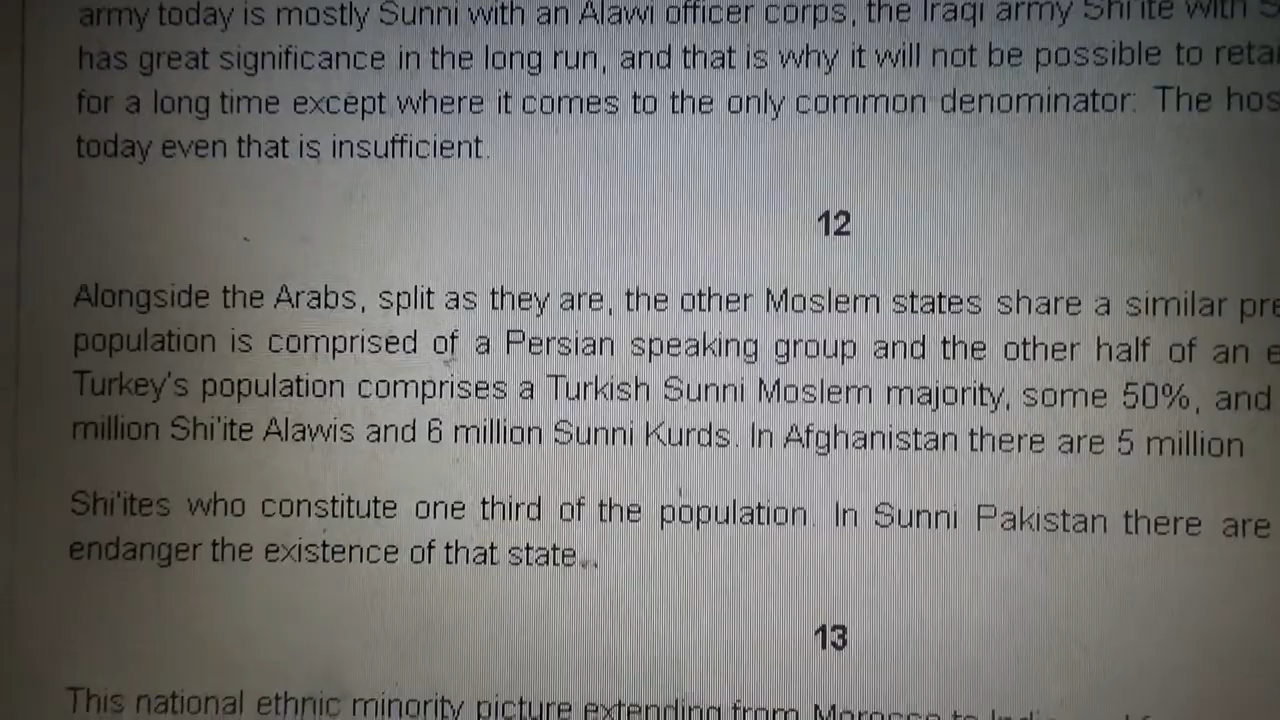 army today is mostly Sunni with an Alawi officer corps, the Iraqi army Shi'ite with
has great significance in the long run, and that is why it will not be possible to
for a long time except where it comes to the only common denominator: The
today even that is insufficient.
12
Alongside the Arabs, split as they are, the other Moslem states share a similar
population is comprised of a Persian speaking group and the other half of an
Turkey's population comprises a Turkish Sunni Moslem majority, some 50%, and
million Shi'ite Alawis and 6 million Sunni Kurds. In Afghanistan there are 5 million
Shi'ites who constitute one third of the population. In Sunni Pakistan there are
endanger the existence of that state.
13
This national ethnic minority picture extending from Morocco to